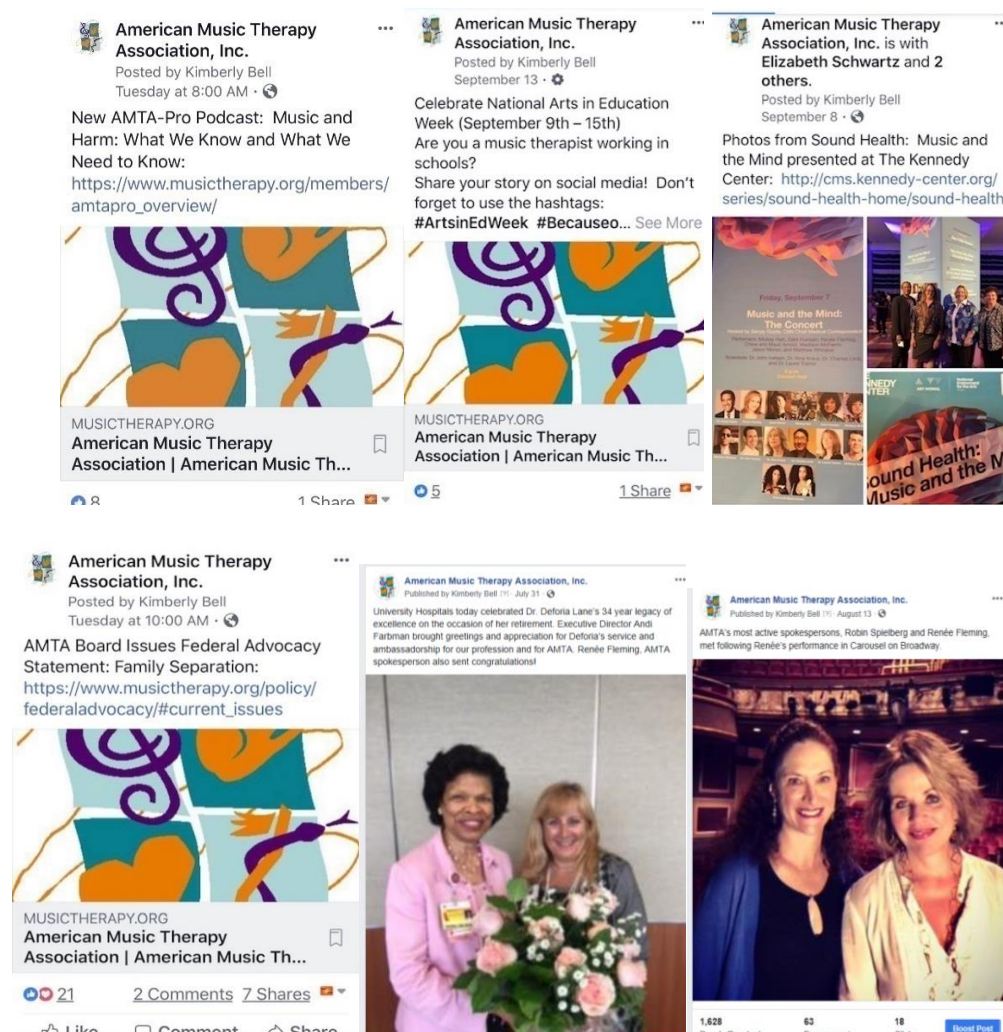 American Music Therapy
Association, Inc.
Posted by Kimberly Bell
Tuesday at 8:00 AM ·
New AMTA-Pro Podcast: Music and
Harm: What We Know and What We
Need to Know:
https://www.musictherapy.org/members/
amtapro_overview/
MUSICTHERAPY.ORG
American Music Therapy
Association | American Music Th...
8
1 Share
American Music Therapy
Association, Inc.
Posted by Kimberly Bell
September 13 ·
Celebrate National Arts in Education
Week (September 9th – 15th)
Are you a music therapist working in
schools?
Share your story on social media! Don't
forget to use the hashtags:
#ArtsinEdWeek #Becauseo... See More
MUSICTHERAPY.ORG
American Music Therapy
Association | American Music Th...
5
1 Share
American Music Therapy
Association, Inc. is with
Elizabeth Schwartz and 2
others.
Posted by Kimberly Bell
September 8 ·
Photos from Sound Health: Music and
the Mind presented at The Kennedy
Center: http://cms.kennedy-center.org/
series/sound-health-home/sound-health
Friday, September 7
Music and the Mind:
The Concert
Sound Health:
Music and the M
American Music Therapy
Association, Inc.
Posted by Kimberly Bell
Tuesday at 10:00 AM ·
AMTA Board Issues Federal Advocacy
Statement: Family Separation:
https://www.musictherapy.org/policy/
federaladvocacy/#current_issues
MUSICTHERAPY.ORG
American Music Therapy
Association | American Music Th...
21
2 Comments 7 Shares
Like Comment Share
American Music Therapy Association, Inc.
Published by Kimberly Bell [?] · July 31 ·
University Hospitals today celebrated Dr. Deforia Lane's 34 year legacy of
excellence on the occasion of her retirement. Executive Director Andi
Farbman brought greetings and appreciation for Deforia's service and
ambassadorship for our profession and for AMTA. Renée Fleming, AMTA
spokesperson also sent congratulations!
American Music Therapy Association, Inc.
Published by Kimberly Bell [?] · August 13 ·
AMTA's most active spokespersons, Robin Spielberg and Renée Fleming,
met following Renée's performance in Carousel on Broadway.
1,628
63
18
Boost Post